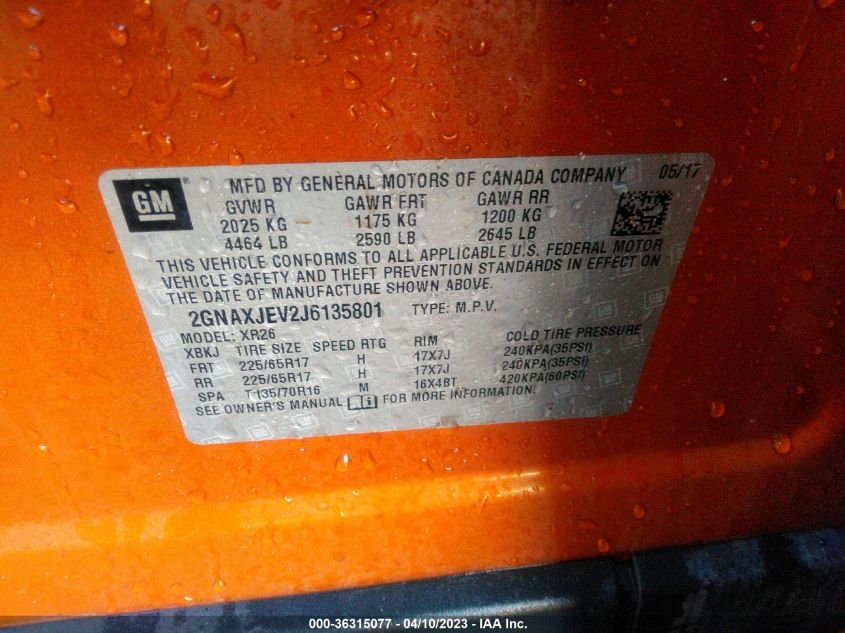 GM ® MFD BY GENERAL MOTORS OF CANADA COMPANY 05/17
GVWR GAWR FRT GAWR RR
2025 KG 1175 KG 1200 KG
4464 LB 2590 LB 2645 LB
THIS VEHICLE CONFORMS TO ALL APPLICABLE U.S. FEDERAL MOTOR
VEHICLE SAFETY AND THEFT PREVENTION STANDARDS IN EFFECT ON
THE DATE OF MANUFACTURE SHOWN ABOVE.
2GNAXJEV2J6135801 TYPE: M.P.V.
MODEL: XR26
XBKJ TIRE SIZE SPEED RTG RIM COLD TIRE PRESSURE
FRT 225/65R17 H 17X7J 240KPA(35PSI)
RR 225/65R17 H 17X7J 240KPA(35PSI)
SPA T135/70R16 M 16X4BT 420KPA(60PSI)
SEE OWNER'S MANUAL FOR MORE INFORMATION.
000-36315077 - 04/10/2023 - IAA Inc.